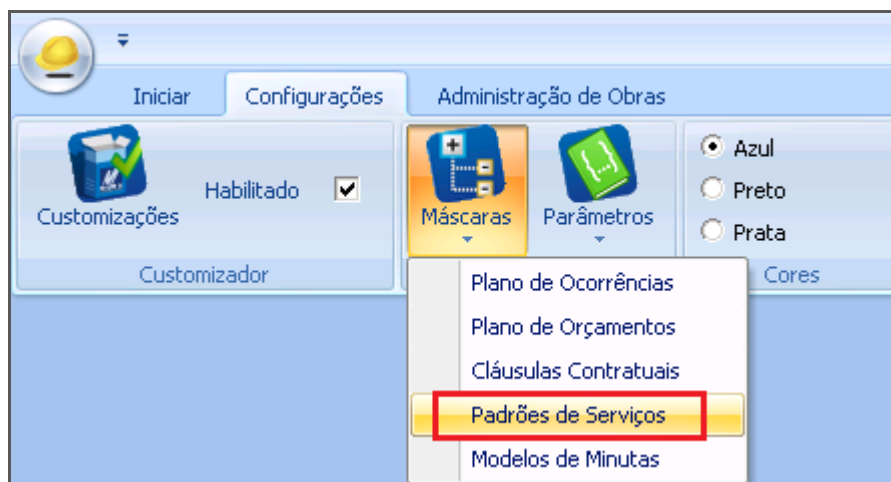 Iniciar
Configurações
Administração de Obras
Customizações
Habilitado
Customizador
Máscaras
Parâmetros
Azul
Preto
Prata
Cores
Plano de Ocorrências
Plano de Orçamentos
Cláusulas Contratuais
Padrões de Serviços
Modelos de Minutas